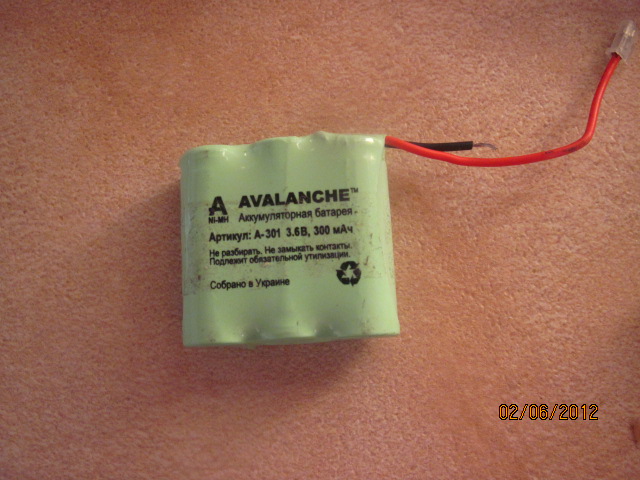 A AVALANCHE™
NI-MH Аккумуляторная батарея
Артикул: A-301 3.6В, 300 мАч
Не разбирать. Не замыкать контакты.
Подлежит обязательной утилизации.
Собрано в Украине
02/06/2012